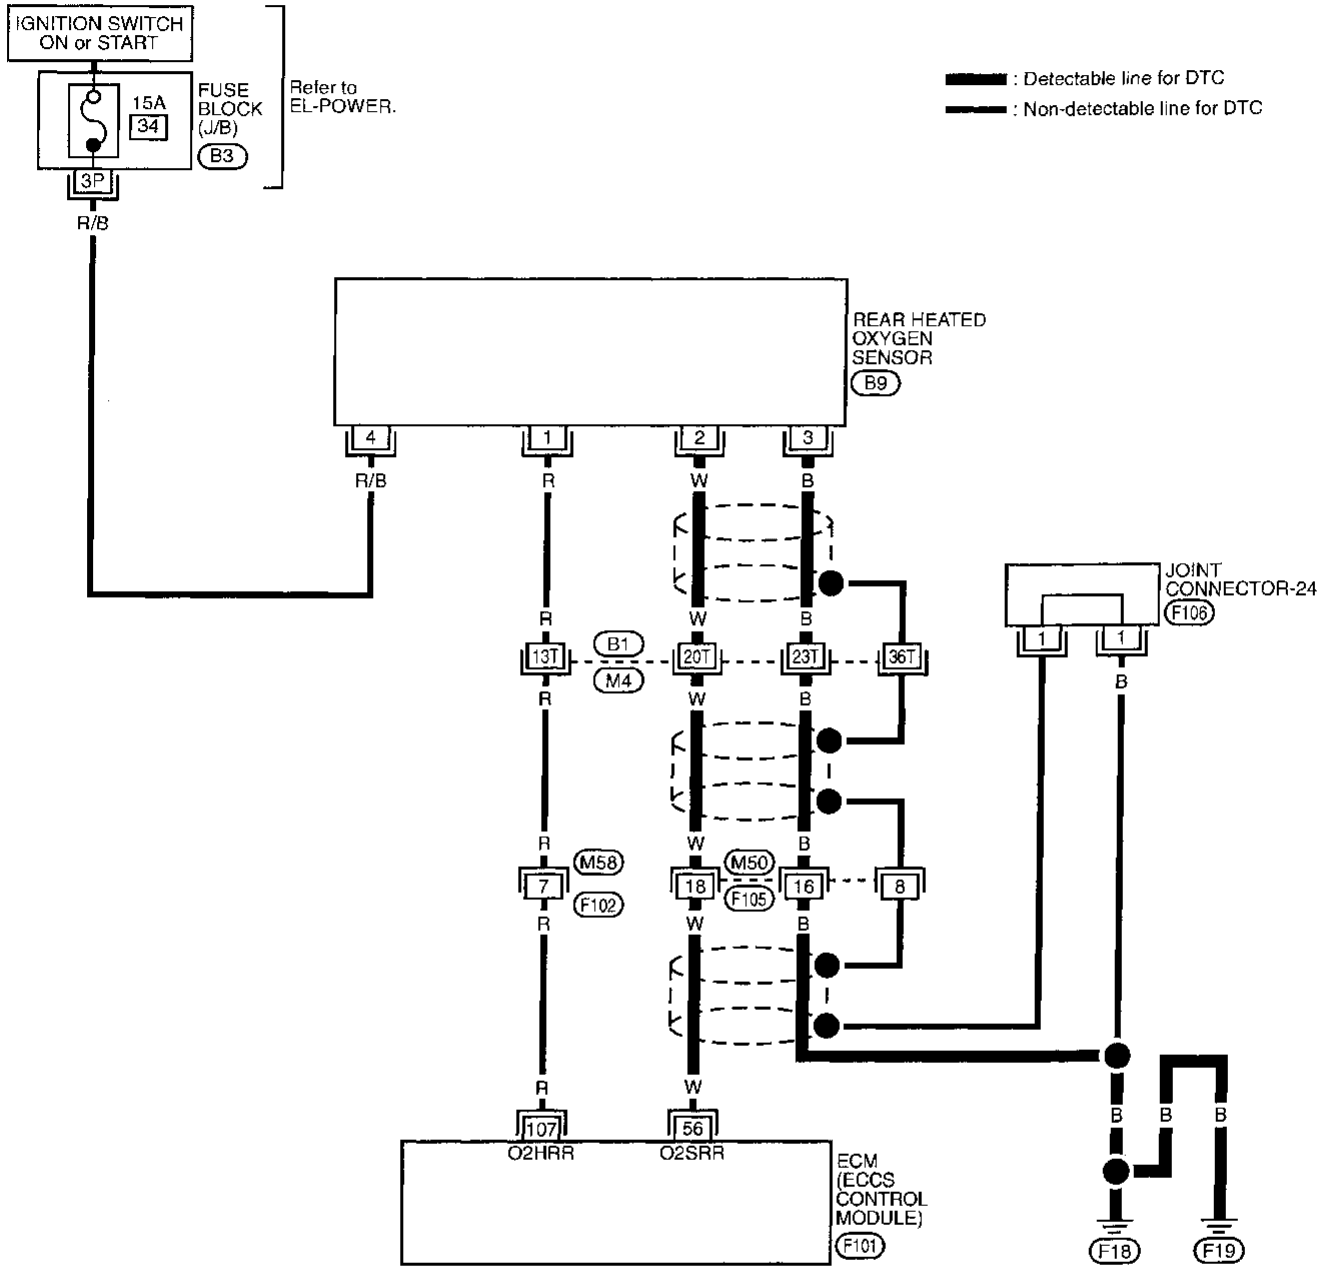 IGNITION SWITCH
ON or START
15A
34
FUSE
BLOCK
(J/B)
B3
Refer to
EL-POWER.
: Detectable line for DTC
: Non-detectable line for DTC
3P
R/B
REAR HEATED
OXYGEN
SENSOR
B9
4
1
2
3
R/B
R
W
B
JOINT
CONNECTOR-24
F106
1
1
B
R
W
B
13T
B1
M4
20T
23T
36T
R
W
B
R
W
B
7
M58
F102
18
M50
F105
16
8
R
W
B
R
W
107
56
O2HRR
O2SRR
ECM
(ECCS
CONTROL
MODULE)
F101
B
B
B
F18
F19